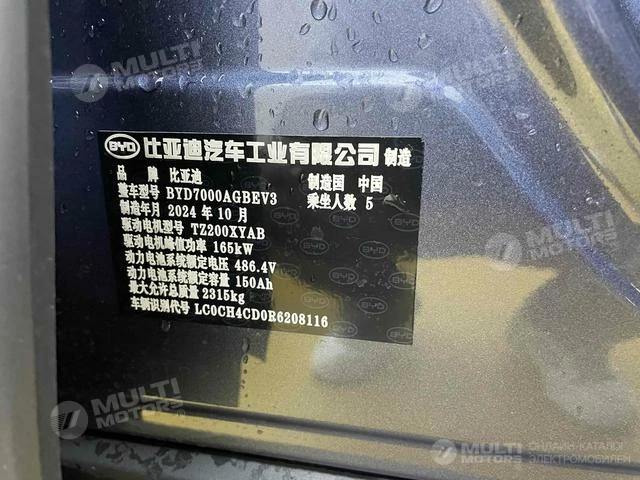 MULTI MOTORS
MULTI MOTORS
BYD 比亚迪汽车工业有限公司 制造
品 牌 比亚迪
制造国 中国
整车型号 BYD7000AGBEV3
乘坐人数 5
制造年月 2024 年 10 月
驱动电机型号 TZ200XYAB
驱动电机峰值功率 165kW
动力电池系统额定电压 486.4V
动力电池系统额定容量 150Ah
最大允许总质量 2315kg
车辆识别代号 LC0CH4CD0R6208116
MULTI MOTORS
MULTI MOTORS
ОНЛАЙН-КАТАЛОГ
ЭЛЕКТРОМОБИЛЕЙ